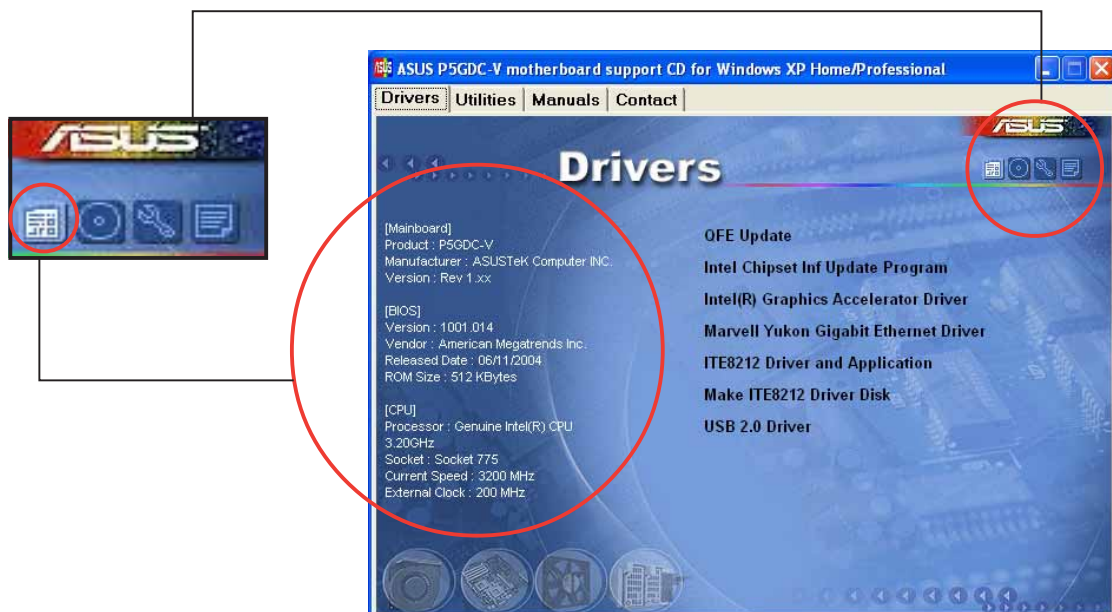 ASUS P5GDC-V motherboard support CD for Windows XP Home/Professional
Drivers Utilities Manuals Contact
ASUS
ASUS
Drivers
[Mainboard]
Product : P5GDC-V
Manufacturer : ASUSTeK Computer INC.
Version : Rev 1.xx
[BIOS]
Version : 1001.014
Vendor : American Megatrends Inc.
Released Date : 06/11/2004
ROM Size : 512 KBytes
[CPU]
Processor : Genuine Intel(R) CPU
3.20GHz
Socket : Socket 775
Current Speed : 3200 MHz
External Clock : 200 MHz
QFE Update
Intel Chipset Inf Update Program
Intel(R) Graphics Accelerator Driver
Marvell Yukon Gigabit Ethernet Driver
ITE8212 Driver and Application
Make ITE8212 Driver Disk
USB 2.0 Driver